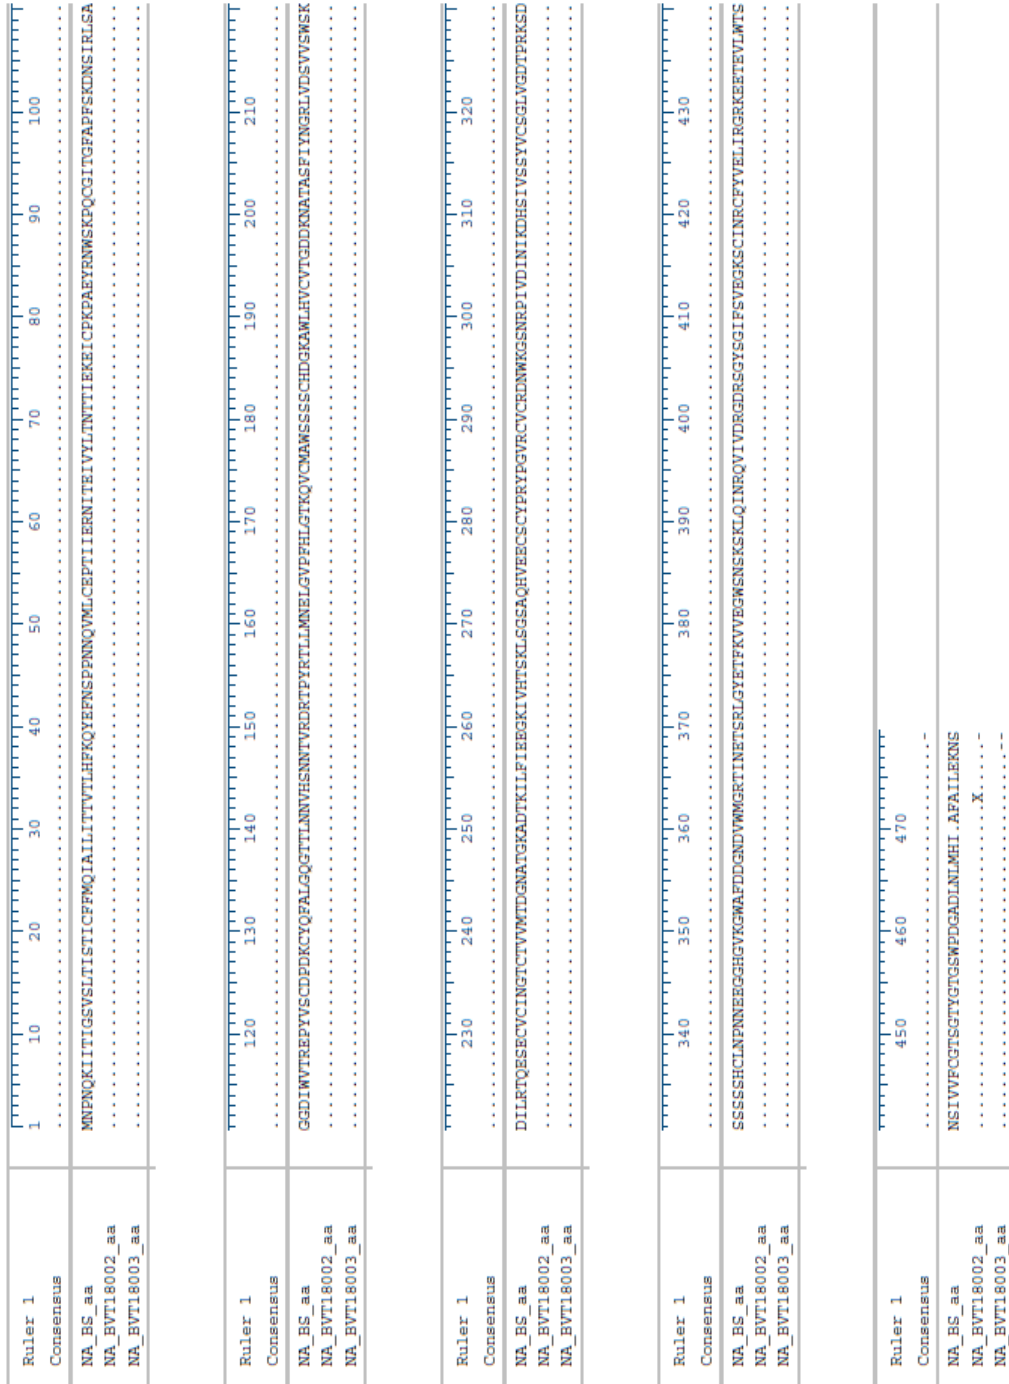 Ruler 1 1 10 20 30 40 50 60 70 80 90 100
Consensus
NA_BS_aa MNPNQKIITIGSVSLTISTICFFMQIAILITTVTLHFKQYEFNSPPNNQVMLCEPTIIERNITEIVYLTNTTIEKEICPKPAEYRNWSKPQCGITGFAPFSKDNSIRLSA
NA_BVT18002_aa
NA_BVT18003_aa
Ruler 1 120 130 140 150 160 170 180 190 200 210
Consensus
NA_BS_aa GGDIWVTREPYVSCDPDKCYQFALGQGTTLNNVHSNNTVRDRTPYRTLLMNELGVPFHLGTKQVCMAWSSSSCHDGKAWLHVCVTGDDKNATASFIYNGRLVDSVVSWSK
NA_BVT18002_aa
NA_BVT18003_aa
Ruler 1 230 240 250 260 270 280 290 300 310 320
Consensus
NA_BS_aa DILRTQESECVCINGTCTVVMTDGNATGKADTKILFIEEGKIVHTSKLSGSAQHVEECSCYPRYPGVRCVCRDNWKGSNRPIVDINIKDHSIVSSYVCSGLVGDTPRKSD
NA_BVT18002_aa
NA_BVT18003_aa
Ruler 1 340 350 360 370 380 390 400 410 420 430
Consensus
NA_BS_aa SSSSSHCLNPNNEEGGHGVKGWAFDDGNDVWMGRTINETSRLGYETFKVVEGWSNSKSKLQINRQVIVDRGDRSGYSGIFSVEGKSCINRCFYVELIRGRKEETEVLWTS
NA_BVT18002_aa
NA_BVT18003_aa
Ruler 1 450 460 470
Consensus -
NA_BS_aa NSIVVFCGTSGTYGTGSWPDGADLNLMHI.AFAILEKNS
NA_BVT18002_aa X.....-
NA_BVT18003_aa --